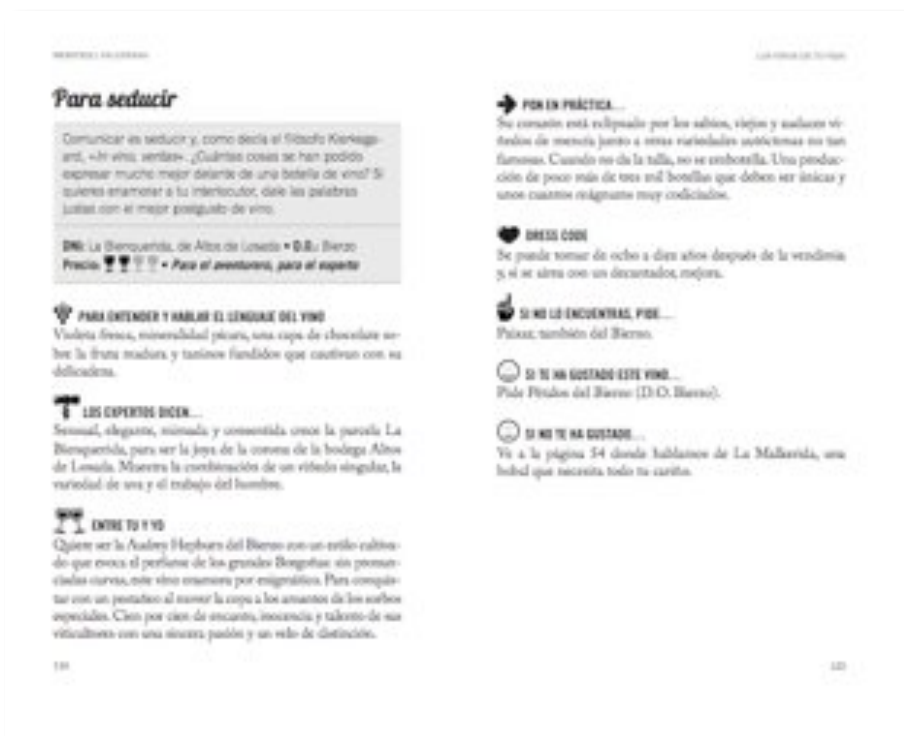 Para seducir
Comunicar es seducir y, como decía el filósofo Kierkega-
ard, «In vino, veritas». ¿Cuántas cosas se han podido
expresar mucho mejor delante de una botella de vino? Si
quieres enamorar a tu interlocutor, dale las palabras
justas con el mejor postgusto de vino.
DNI: La Bienquerida, de Altos de Losada • D.O.: Bierzo
Precio: • Para el aventurero, para el experto
PARA ENTENDER Y HABLAR EL LENGUAJE DEL VINO
Violeta fresca, mineralidad pícara, una capa de chocolate so-
bre la fruta madura y taninos fundidos que cautivan con su
delicadeza.
LOS EXPERTOS DICEN...
Sensual, elegante, mimada y consentida crece la parcela La
Bienquerida, para ser la joya de la corona de la bodega Altos
de Losada. Muestra la combinación de un viñedo singular, la
variedad de uva y el trabajo del hombre.
ENTRE TU Y YO
Quiere ser la Audrey Hepburn del Bierzo con un estilo cultiva-
do que evoca el perfume de los grandes Borgoñas: sin pronun-
ciadas curvas, este vino enamora por enigmático. Para conquis-
tar con un pestañeo al mover la copa a los amantes de los sorbos
especiales. Cien por cien de encanto, inocencia y talento de sus
viticultores con una sincera pasión y un velo de distinción.
PON EN PRÁCTICA...
Su corazón está eclipsado por los sabios, viejos y audaces vi-
ñedos de mencía junto a otras variedades autóctonas no tan
famosas. Cuando no da la talla, no se embotella. Una produc-
ción de poco más de tres mil botellas que deben ser únicas y
unos cuantos mágnums muy codiciados.
DRESS CODE
Se puede tomar de ocho a diez años después de la vendimia
y, si se airea con un decantador, mejora.
SI NO LO ENCUENTRAS, PIDE...
Paixar, también del Bierzo.
SI TE HA GUSTADO ESTE VINO...
Pide Pétalos del Bierzo (D.O. Bierzo).
SI NO TE HA GUSTADO...
Ve a la página 54 donde hablamos de La Malkerida, una
bobal que necesita todo tu cariño.